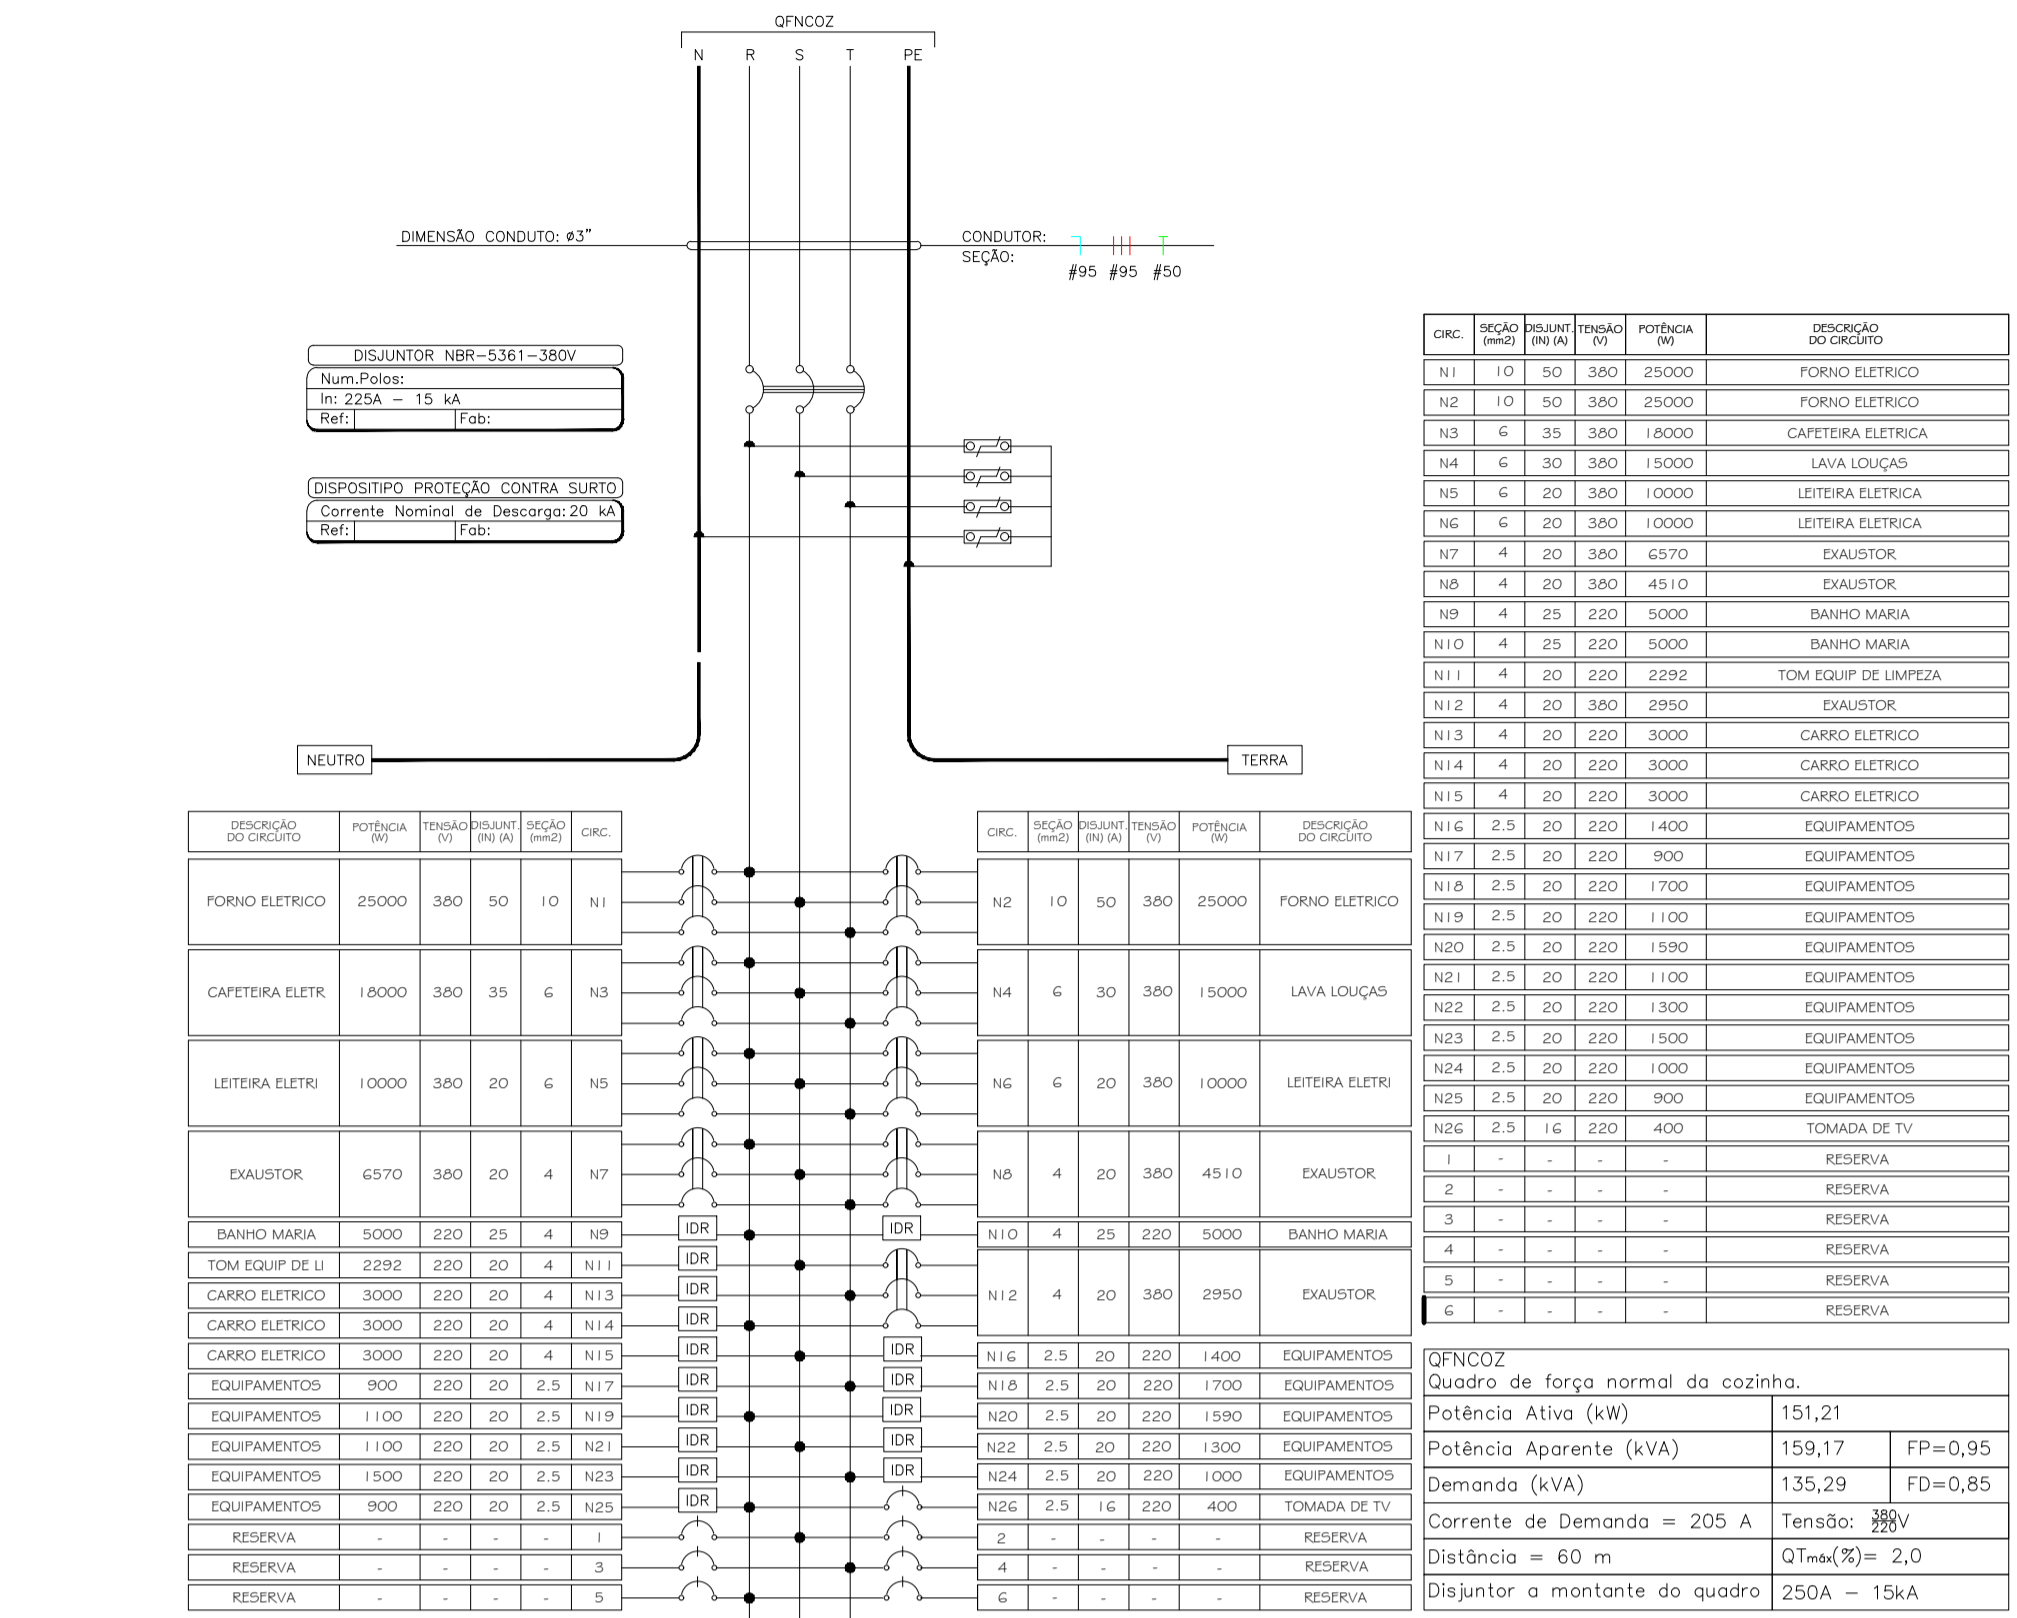 QFNCOZ
N R S T PE
DIMENSÃO CONDUTO: ø3"
CONDUTOR:
SEÇÃO:
#95 #95 #50
DISJUNTOR NBR-5361-380V
Num.Polos:
In: 225A - 15 kA
Ref: Fab:
DISPOSITIPO PROTEÇÃO CONTRA SURTO
Corrente Nominal de Descarga: 20 kA
Ref: Fab:
NEUTRO
TERRA
DESCRIÇÃO DO CIRCUITO POTÊNCIA (W) TENSÃO (V) DISJUNT. (IN) (A) SEÇÃO (mm2) CIRC.
FORNO ELETRICO 25000 380 50 10 N1
CAFETEIRA ELETR 18000 380 35 6 N3
LEITEIRA ELETRI 10000 380 20 6 N5
EXAUSTOR 6570 380 20 4 N7
BANHO MARIA 5000 220 25 4 N9 IDR
TOM EQUIP DE LI 2292 220 20 4 N11 IDR
CARRO ELETRICO 3000 220 20 4 N13 IDR
CARRO ELETRICO 3000 220 20 4 N14 IDR
CARRO ELETRICO 3000 220 20 4 N15 IDR
EQUIPAMENTOS 900 220 20 2.5 N17 IDR
EQUIPAMENTOS 1100 220 20 2.5 N19 IDR
EQUIPAMENTOS 1100 220 20 2.5 N21 IDR
EQUIPAMENTOS 1500 220 20 2.5 N23 IDR
EQUIPAMENTOS 900 220 20 2.5 N25 IDR
RESERVA - - - - 1
RESERVA - - - - 3
RESERVA - - - - 5
CIRC. SEÇÃO (mm2) DISJUNT. (IN) (A) TENSÃO (V) POTÊNCIA (W) DESCRIÇÃO DO CIRCUITO
N2 10 50 380 25000 FORNO ELETRICO
N4 6 30 380 15000 LAVA LOUÇAS
N6 6 20 380 10000 LEITEIRA ELETRI
N8 4 20 380 4510 EXAUSTOR
IDR N10 4 25 220 5000 BANHO MARIA
N12 4 20 380 2950 EXAUSTOR
IDR N16 2.5 20 220 1400 EQUIPAMENTOS
IDR N18 2.5 20 220 1700 EQUIPAMENTOS
IDR N20 2.5 20 220 1590 EQUIPAMENTOS
IDR N22 2.5 20 220 1300 EQUIPAMENTOS
IDR N24 2.5 20 220 1000 EQUIPAMENTOS
N26 2.5 16 220 400 TOMADA DE TV
2 - - - - RESERVA
4 - - - - RESERVA
6 - - - - RESERVA
CIRC. SEÇÃO (mm2) DISJUNT. (IN) (A) TENSÃO (V) POTÊNCIA (W) DESCRIÇÃO DO CIRCUITO
N1 10 50 380 25000 FORNO ELETRICO
N2 10 50 380 25000 FORNO ELETRICO
N3 6 35 380 18000 CAFETEIRA ELETRICA
N4 6 30 380 15000 LAVA LOUÇAS
N5 6 20 380 10000 LEITEIRA ELETRICA
N6 6 20 380 10000 LEITEIRA ELETRICA
N7 4 20 380 6570 EXAUSTOR
N8 4 20 380 4510 EXAUSTOR
N9 4 25 220 5000 BANHO MARIA
N10 4 25 220 5000 BANHO MARIA
N11 4 20 220 2292 TOM EQUIP DE LIMPEZA
N12 4 20 380 2950 EXAUSTOR
N13 4 20 220 3000 CARRO ELETRICO
N14 4 20 220 3000 CARRO ELETRICO
N15 4 20 220 3000 CARRO ELETRICO
N16 2.5 20 220 1400 EQUIPAMENTOS
N17 2.5 20 220 900 EQUIPAMENTOS
N18 2.5 20 220 1700 EQUIPAMENTOS
N19 2.5 20 220 1100 EQUIPAMENTOS
N20 2.5 20 220 1590 EQUIPAMENTOS
N21 2.5 20 220 1100 EQUIPAMENTOS
N22 2.5 20 220 1300 EQUIPAMENTOS
N23 2.5 20 220 1500 EQUIPAMENTOS
N24 2.5 20 220 1000 EQUIPAMENTOS
N25 2.5 20 220 900 EQUIPAMENTOS
N26 2.5 16 220 400 TOMADA DE TV
1 - - - - RESERVA
2 - - - - RESERVA
3 - - - - RESERVA
4 - - - - RESERVA
5 - - - - RESERVA
6 - - - - RESERVA
QFNCOZ
Quadro de força normal da cozinha.
Potência Ativa (kW) 151,21
Potência Aparente (kVA) 159,17 FP=0,95
Demanda (kVA) 135,29 FD=0,85
Corrente de Demanda = 205 A Tensão: 380/220V
Distância = 60 m QTmáx(%)= 2,0
Disjuntor a montante do quadro 250A - 15kA